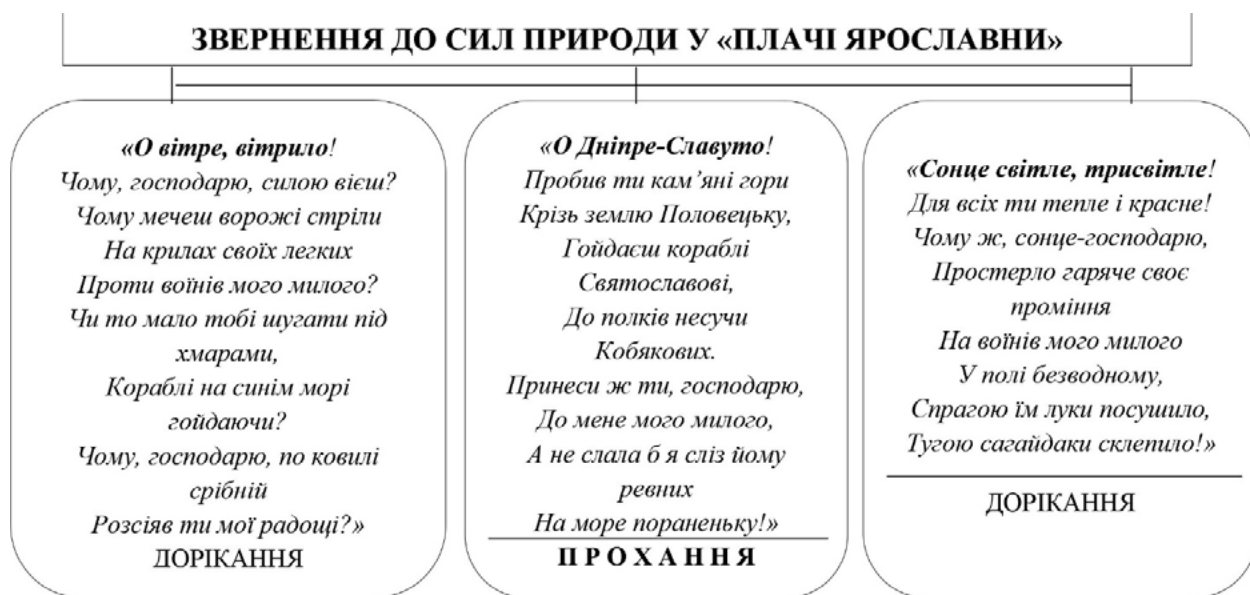 ЗВЕРНЕННЯ ДО СИЛ ПРИРОДИ У «ПЛАЧІ ЯРОСЛАВНИ»
«О вітре, вітрило!
Чому, господарю, силою вієш?
Чому мечеш ворожі стріли
На крилах своїх легких
Проти воїнів мого милого?
Чи то мало тобі шугати під
хмарами,
Кораблі на синім морі
гойдаючи?
Чому, господарю, по ковилі
срібній
Розсіяв ти мої радощі?»
ДОРІКАННЯ
«О Дніпре-Славуто!
Пробив ти кам’яні гори
Крізь землю Половецьку,
Гойдаєш кораблі
Святославові,
До полків несучи
Кобякових.
Принеси ж ти, господарю,
До мене мого милого,
А не слала б я сліз йому
ревних
На море пораненьку!»
ПРОХАННЯ
«Сонце світле, трисвітле!
Для всіх ти тепле і красне!
Чому ж, сонце-господарю,
Простерло гаряче своє
проміння
На воїнів мого милого
У полі безводному,
Спрагою їм луки посушило,
Тугою сагайдаки склепило!»
ДОРІКАННЯ